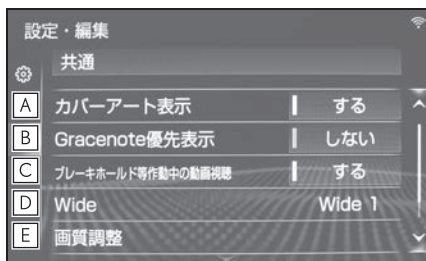 設定・編集
共通
A カバーアート表示 する
B Gracenote優先表示 しない
C ブレーキホールド等作動中の動画視聴 する
D Wide Wide 1
E 画質調整